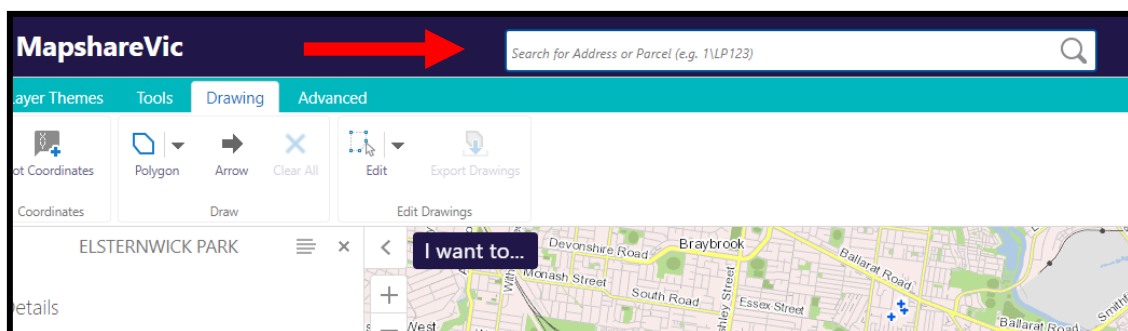 MapshareVic
Search for Address or Parcel (e.g. 1\LP123)
ayer Themes Tools Drawing Advanced
ot Coordinates Polygon Arrow Clear All Edit Export Drawings
Coordinates Draw Edit Drawings
ELSTERNWICK PARK
I want to...
Details
Devonshire Road
Braybrook
Ballarat Road
Monash Street
South Road
Essex Street
West
Ballarat Road